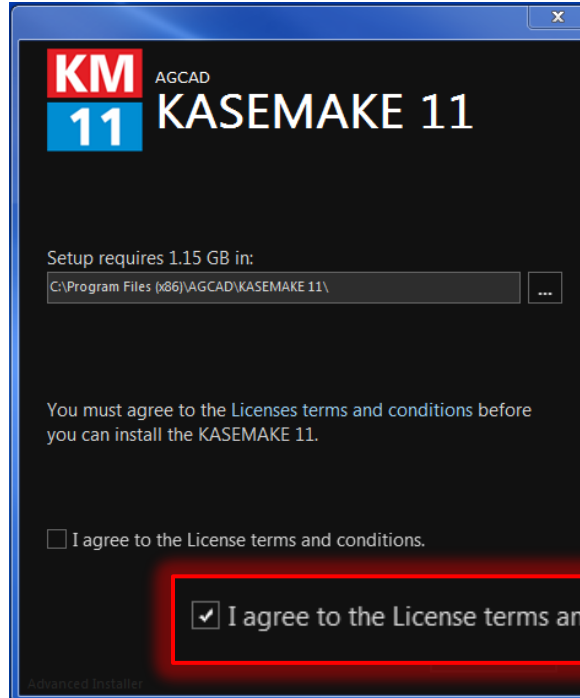 x
KM
11
AGCAD
KASEMAKE 11
Setup requires 1.15 GB in:
C:\Program Files (x86)\AGCAD\KASEMAKE 11\
...
You must agree to the Licenses terms and conditions before
you can install the KASEMAKE 11.
I agree to the License terms and conditions.
I agree to the License terms an
Advanced Installer